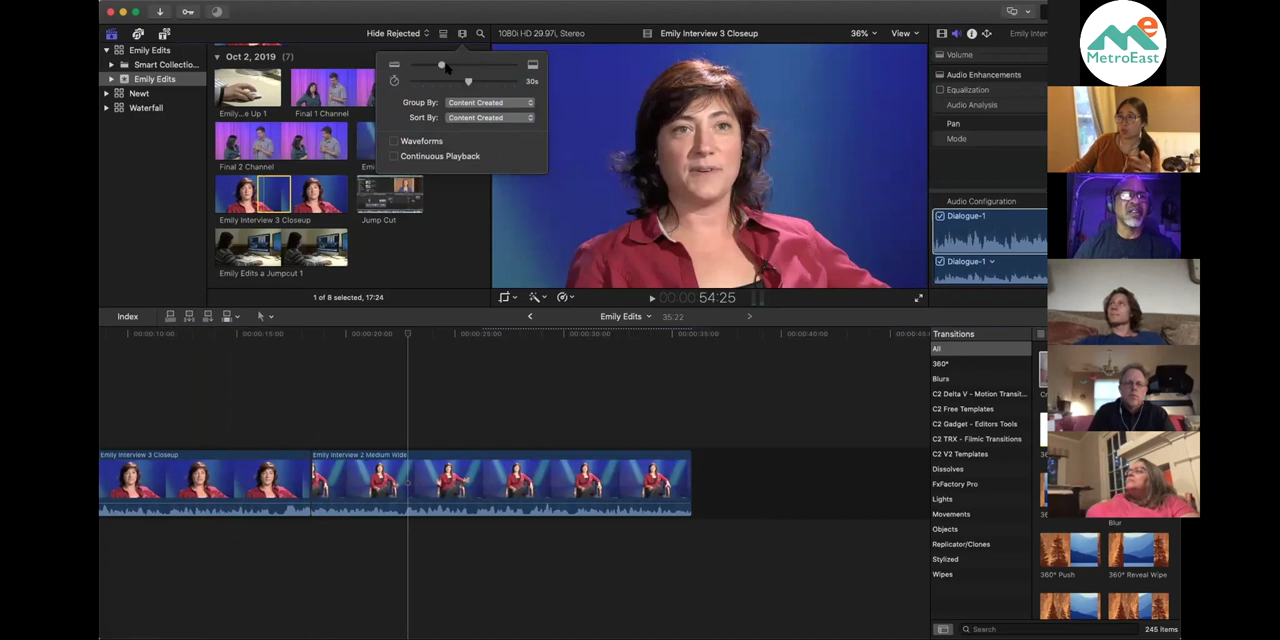 Hide Rejected
1080i HD 29.97i, Stereo
Emily Interview 3 Closeup
36%
View
Emily Edits
Smart Collectio...
Emily Edits
Newt
Waterfall
Oct 2, 2019 (7)
Emily...e Up 1
Final 1 Channel
Final 2 Channel
Emily Interview 3 Closeup
Jump Cut
Emily Edits a Jumpcut 1
1 of 8 selected, 17:24
30s
Group By: Content Created
Sort By: Content Created
Waveforms
Continuous Playback
00:00:00 54:25
Volume
Audio Enhancements
Equalization
Audio Analysis
Pan
Mode
Audio Configuration
Dialogue-1
Dialogue-1
Index
Emily Edits
35:22
00:00:10:00
00:00:15:00
00:00:20:00
00:00:25:00
00:00:30:00
00:00:35:00
00:00:40:00
Emily Interview 3 Closeup
Emily Interview 2 Medium Wide
Transitions
All
360°
Blurs
C2 Delta V - Motion Transit...
C2 Free Templates
C2 Gadget - Editors Tools
C2 TRX - Filmic Transitions
C2 V2 Templates
Dissolves
FxFactory Pro
Lights
Movements
Objects
Replicator/Clones
Stylized
Wipes
Blur
360° Push
360° Reveal Wipe
Search
245 items
e
MetroEast